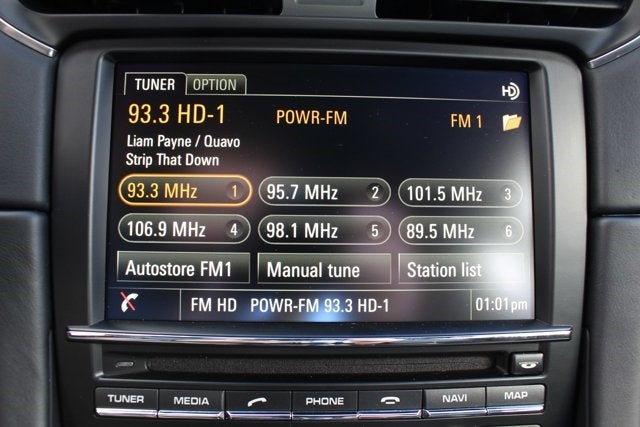 TUNER OPTION
HD
93.3 HD-1 POWR-FM FM 1
Liam Payne / Quavo
Strip That Down
93.3 MHz 1 95.7 MHz 2 101.5 MHz 3
106.9 MHz 4 98.1 MHz 5 89.5 MHz 6
Autostore FM1 Manual tune Station list
FM HD POWR-FM 93.3 HD-1 01:01pm
TUNER MEDIA PHONE NAVI MAP